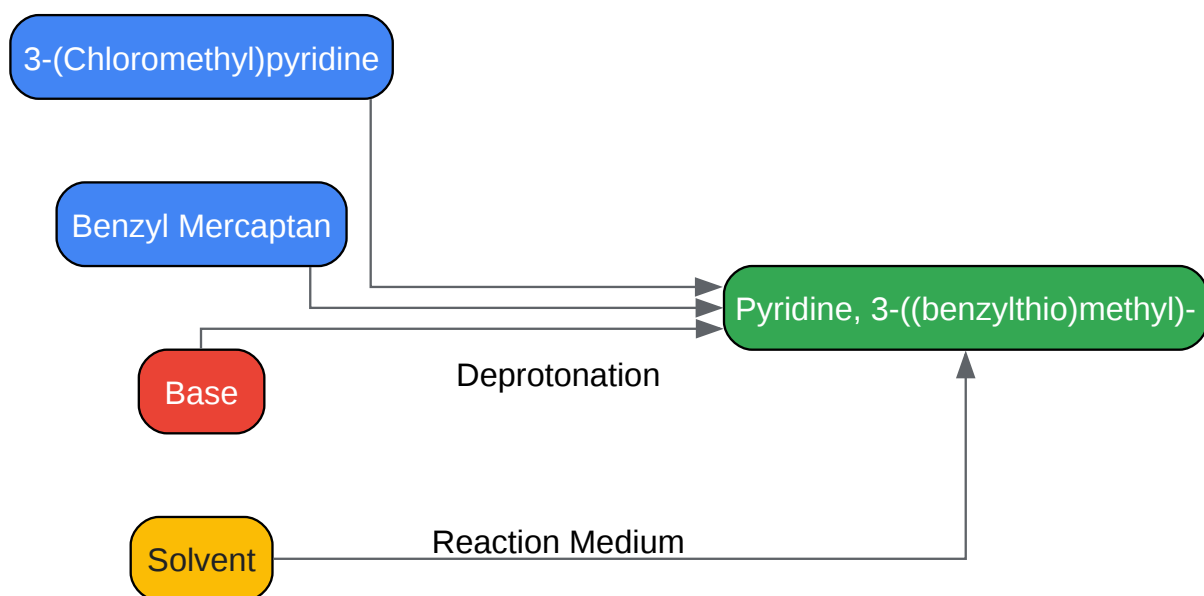 3-(Chloromethyl)pyridine
Benzyl Mercaptan
Pyridine, 3-((benzylthio)methyl)-
Base
Deprotonation
Solvent
Reaction Medium